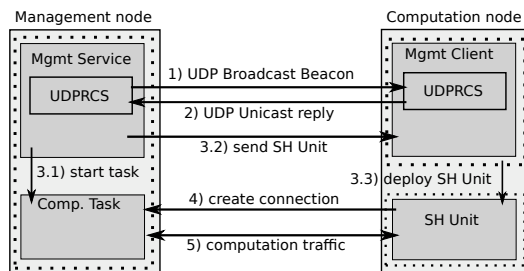 Management node
Computation node
Mgmt Service
Mgmt Client
1) UDP Broadcast Beacon
UDPRCS
UDPRCS
2) UDP Unicast reply
3.2) send SH Unit
3.1) start task
3.3) deploy SH Unit
4) create connection
Comp. Task
SH Unit
5) computation traffic